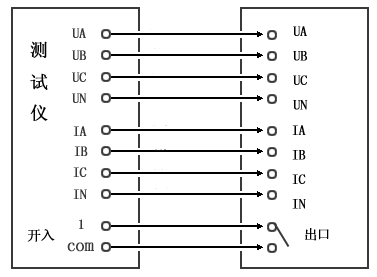 测
试
仪
UA
UB
UC
UN
IA
IB
IC
IN
开入
1
COM
UA
UB
UC
UN
IA
IB
IC
IN
出口